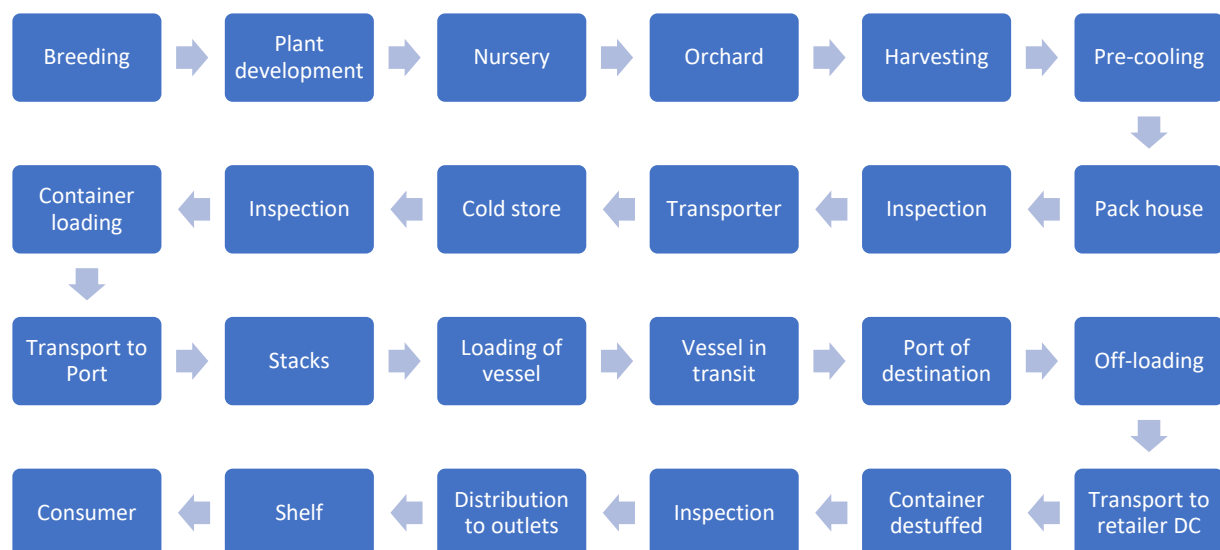 Breeding
Plant
development
Nursery
Orchard
Harvesting
Pre-cooling
Pack house
Inspection
Transporter
Cold store
Inspection
Container
loading
Transport to
Port
Stacks
Loading of
vessel
Vessel in
transit
Port of
destination
Off-loading
Transport to
retailer DC
Container
destuffed
Inspection
Distribution
to outlets
Shelf
Consumer